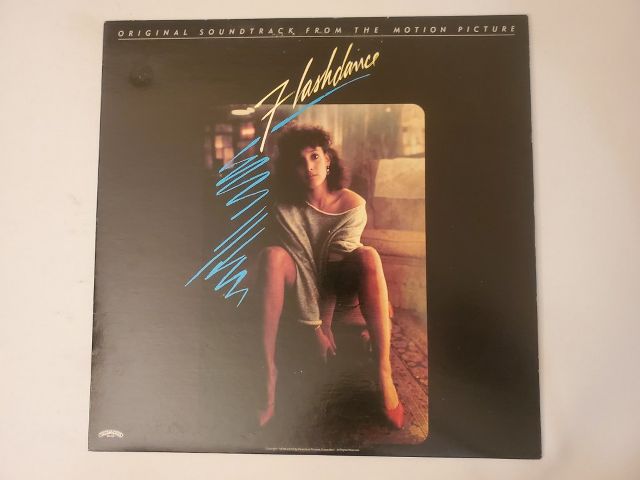 ORIGINAL SOUNDTRACK FROM THE MOTION PICTURE
Flashdance